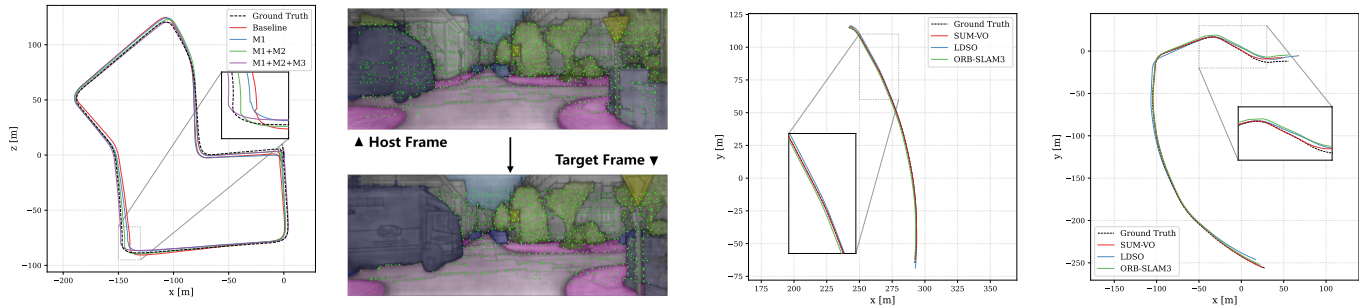 100
50
0
−50
−100
z [m]
−200
−150
−100
−50
0
x [m]
Ground Truth
Baseline
M1
M1+M2
M1+M2+M3
▲ Host Frame
Target Frame ▼
125
100
75
50
25
0
−25
−50
−75
y [m]
175
200
225
250
275
300
325
350
x [m]
Ground Truth
SUM-VO
LDSO
ORB-SLAM3
50
0
−50
−100
−150
−200
−250
y [m]
−100
−50
0
50
100
x [m]
Ground Truth
SUM-VO
LDSO
ORB-SLAM3